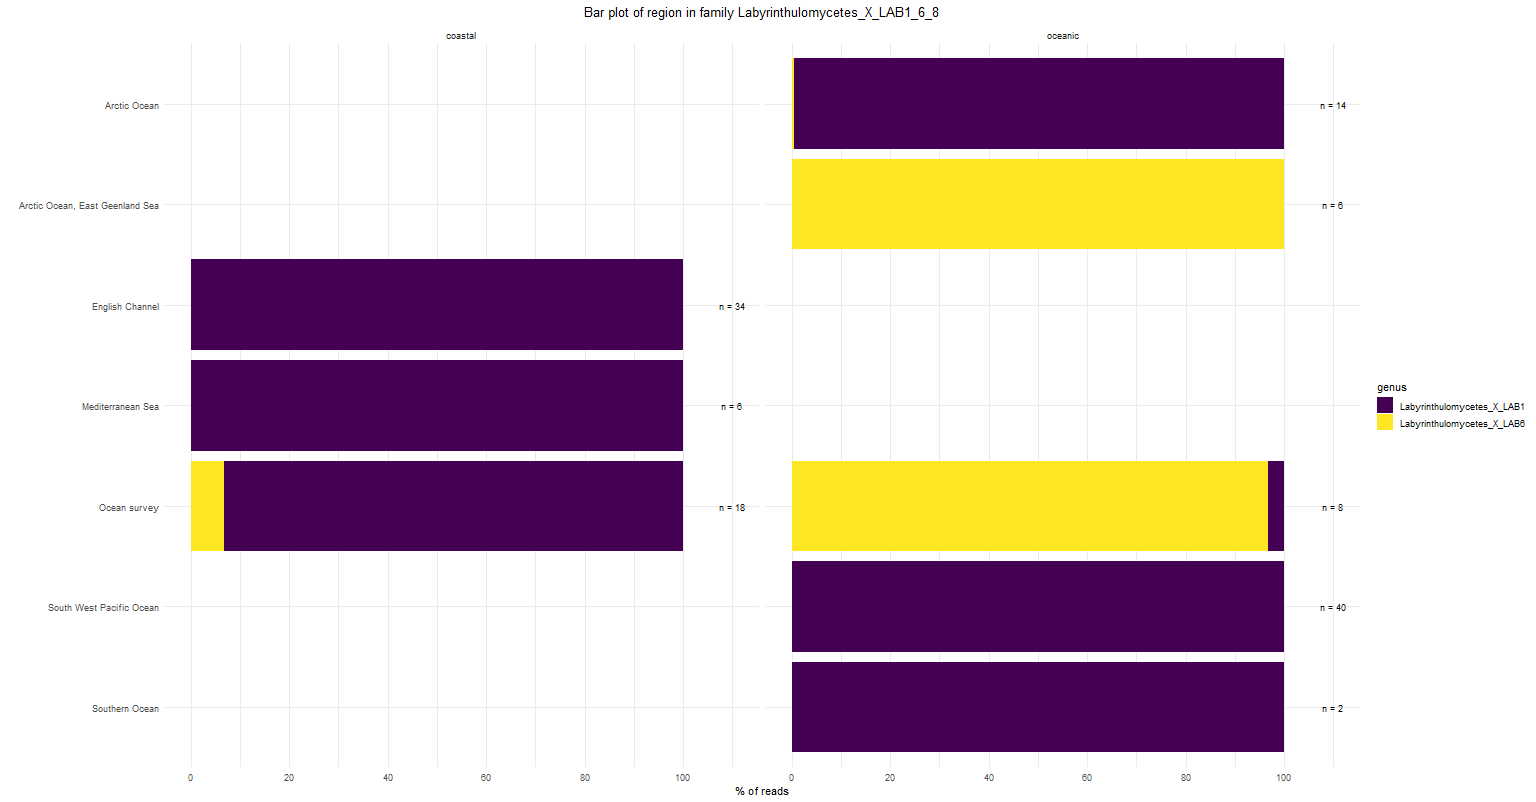 Bar plot of region in family Labyrinthulomycetes_X_LAB1_6_8
coastal
oceanic
Arctic Ocean
n = 14
Arctic Ocean, East Geenland Sea
n = 6
English Channel
n = 34
Mediterranean Sea
n = 6
Ocean survey
n = 18
n = 8
South West Pacific Ocean
n = 40
Southern Ocean
n = 2
genus
Labyrinthulomycetes_X_LAB1
Labyrinthulomycetes_X_LAB6
0 20 40 60 80 100
0 20 40 60 80 100
% of reads